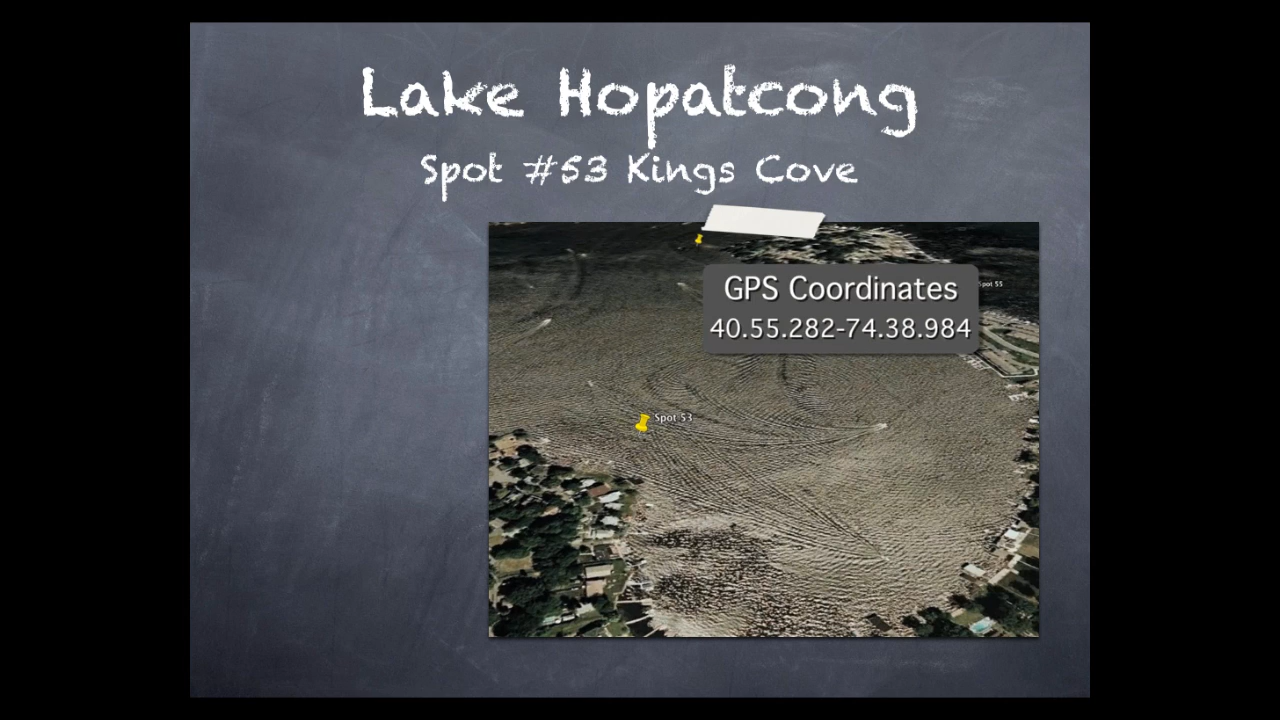 Lake Hopatcong
Spot #53 Kings Cove
GPS Coordinates
40.55.282-74.38.984
Spot 55
Spot 53